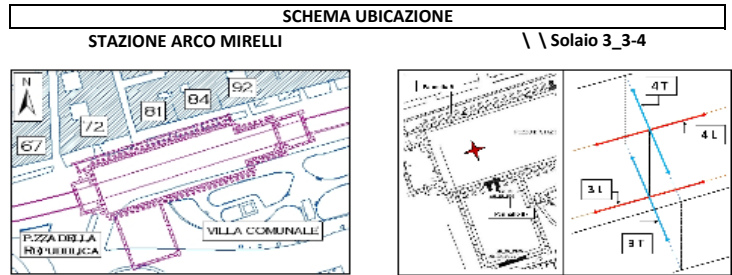 SCHEMA UBICAZIONE
STAZIONE ARCO MIRELLI
\ \ Solaio 3_3-4
N
92
84
81
72
67
VILLA COMUNALE
P.ZZA DELLA
REPUBBLICA
4 T
4 L
3 L
3 T